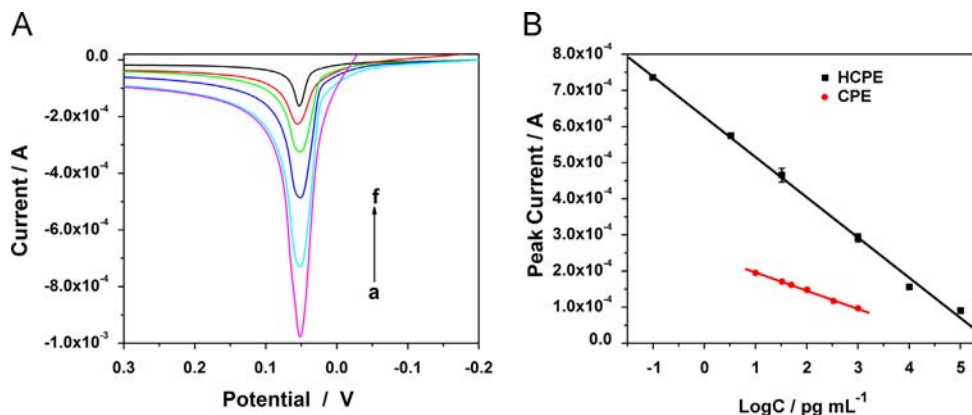 A
0.0
-2.0x10⁻⁴
-4.0x10⁻⁴
-6.0x10⁻⁴
-8.0x10⁻⁴
-1.0x10⁻³
Current / A
f
a
0.3 0.2 0.1 0.0 -0.1 -0.2
Potential / V
B
8.0x10⁻⁴
7.0x10⁻⁴
6.0x10⁻⁴
5.0x10⁻⁴
4.0x10⁻⁴
3.0x10⁻⁴
2.0x10⁻⁴
1.0x10⁻⁴
0.0
Peak Current / A
HCPE
CPE
-1 0 1 2 3 4 5
LogC / pg mL⁻¹